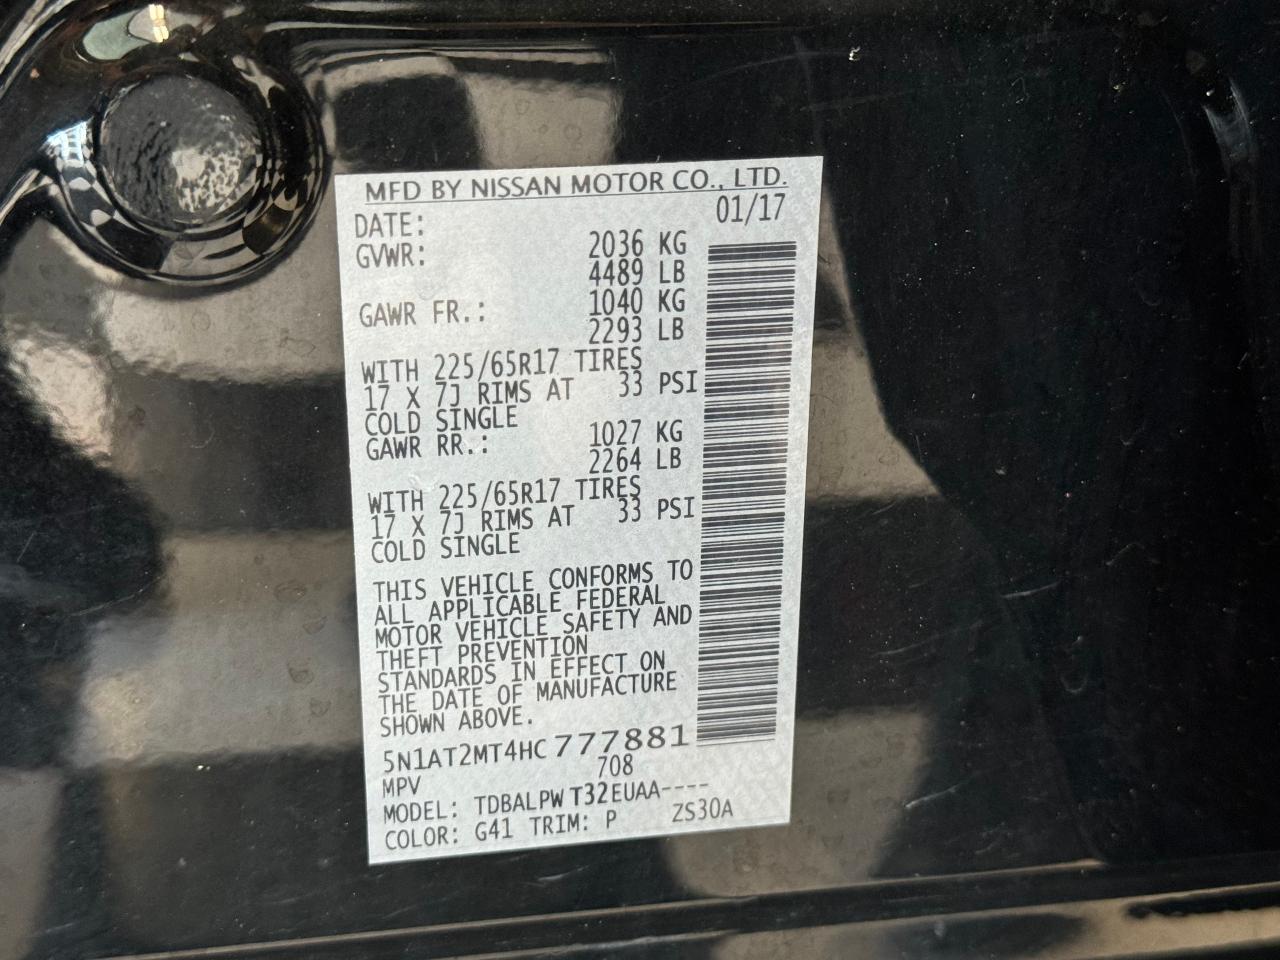 MFD BY NISSAN MOTOR CO., LTD.
DATE: 01/17
GVWR: 2036 KG
4489 LB
GAWR FR.: 1040 KG
2293 LB
WITH 225/65R17 TIRES
17 X 7J RIMS AT 33 PSI
COLD SINGLE
GAWR RR.: 1027 KG
2264 LB
WITH 225/65R17 TIRES
17 X 7J RIMS AT 33 PSI
COLD SINGLE
THIS VEHICLE CONFORMS TO
ALL APPLICABLE FEDERAL
MOTOR VEHICLE SAFETY AND
THEFT PREVENTION
STANDARDS IN EFFECT ON
THE DATE OF MANUFACTURE
SHOWN ABOVE.
5N1AT2MT4HC777881
MPV 708
MODEL: TDBALPWT32EUAA----
COLOR: G41 TRIM: P ZS30A